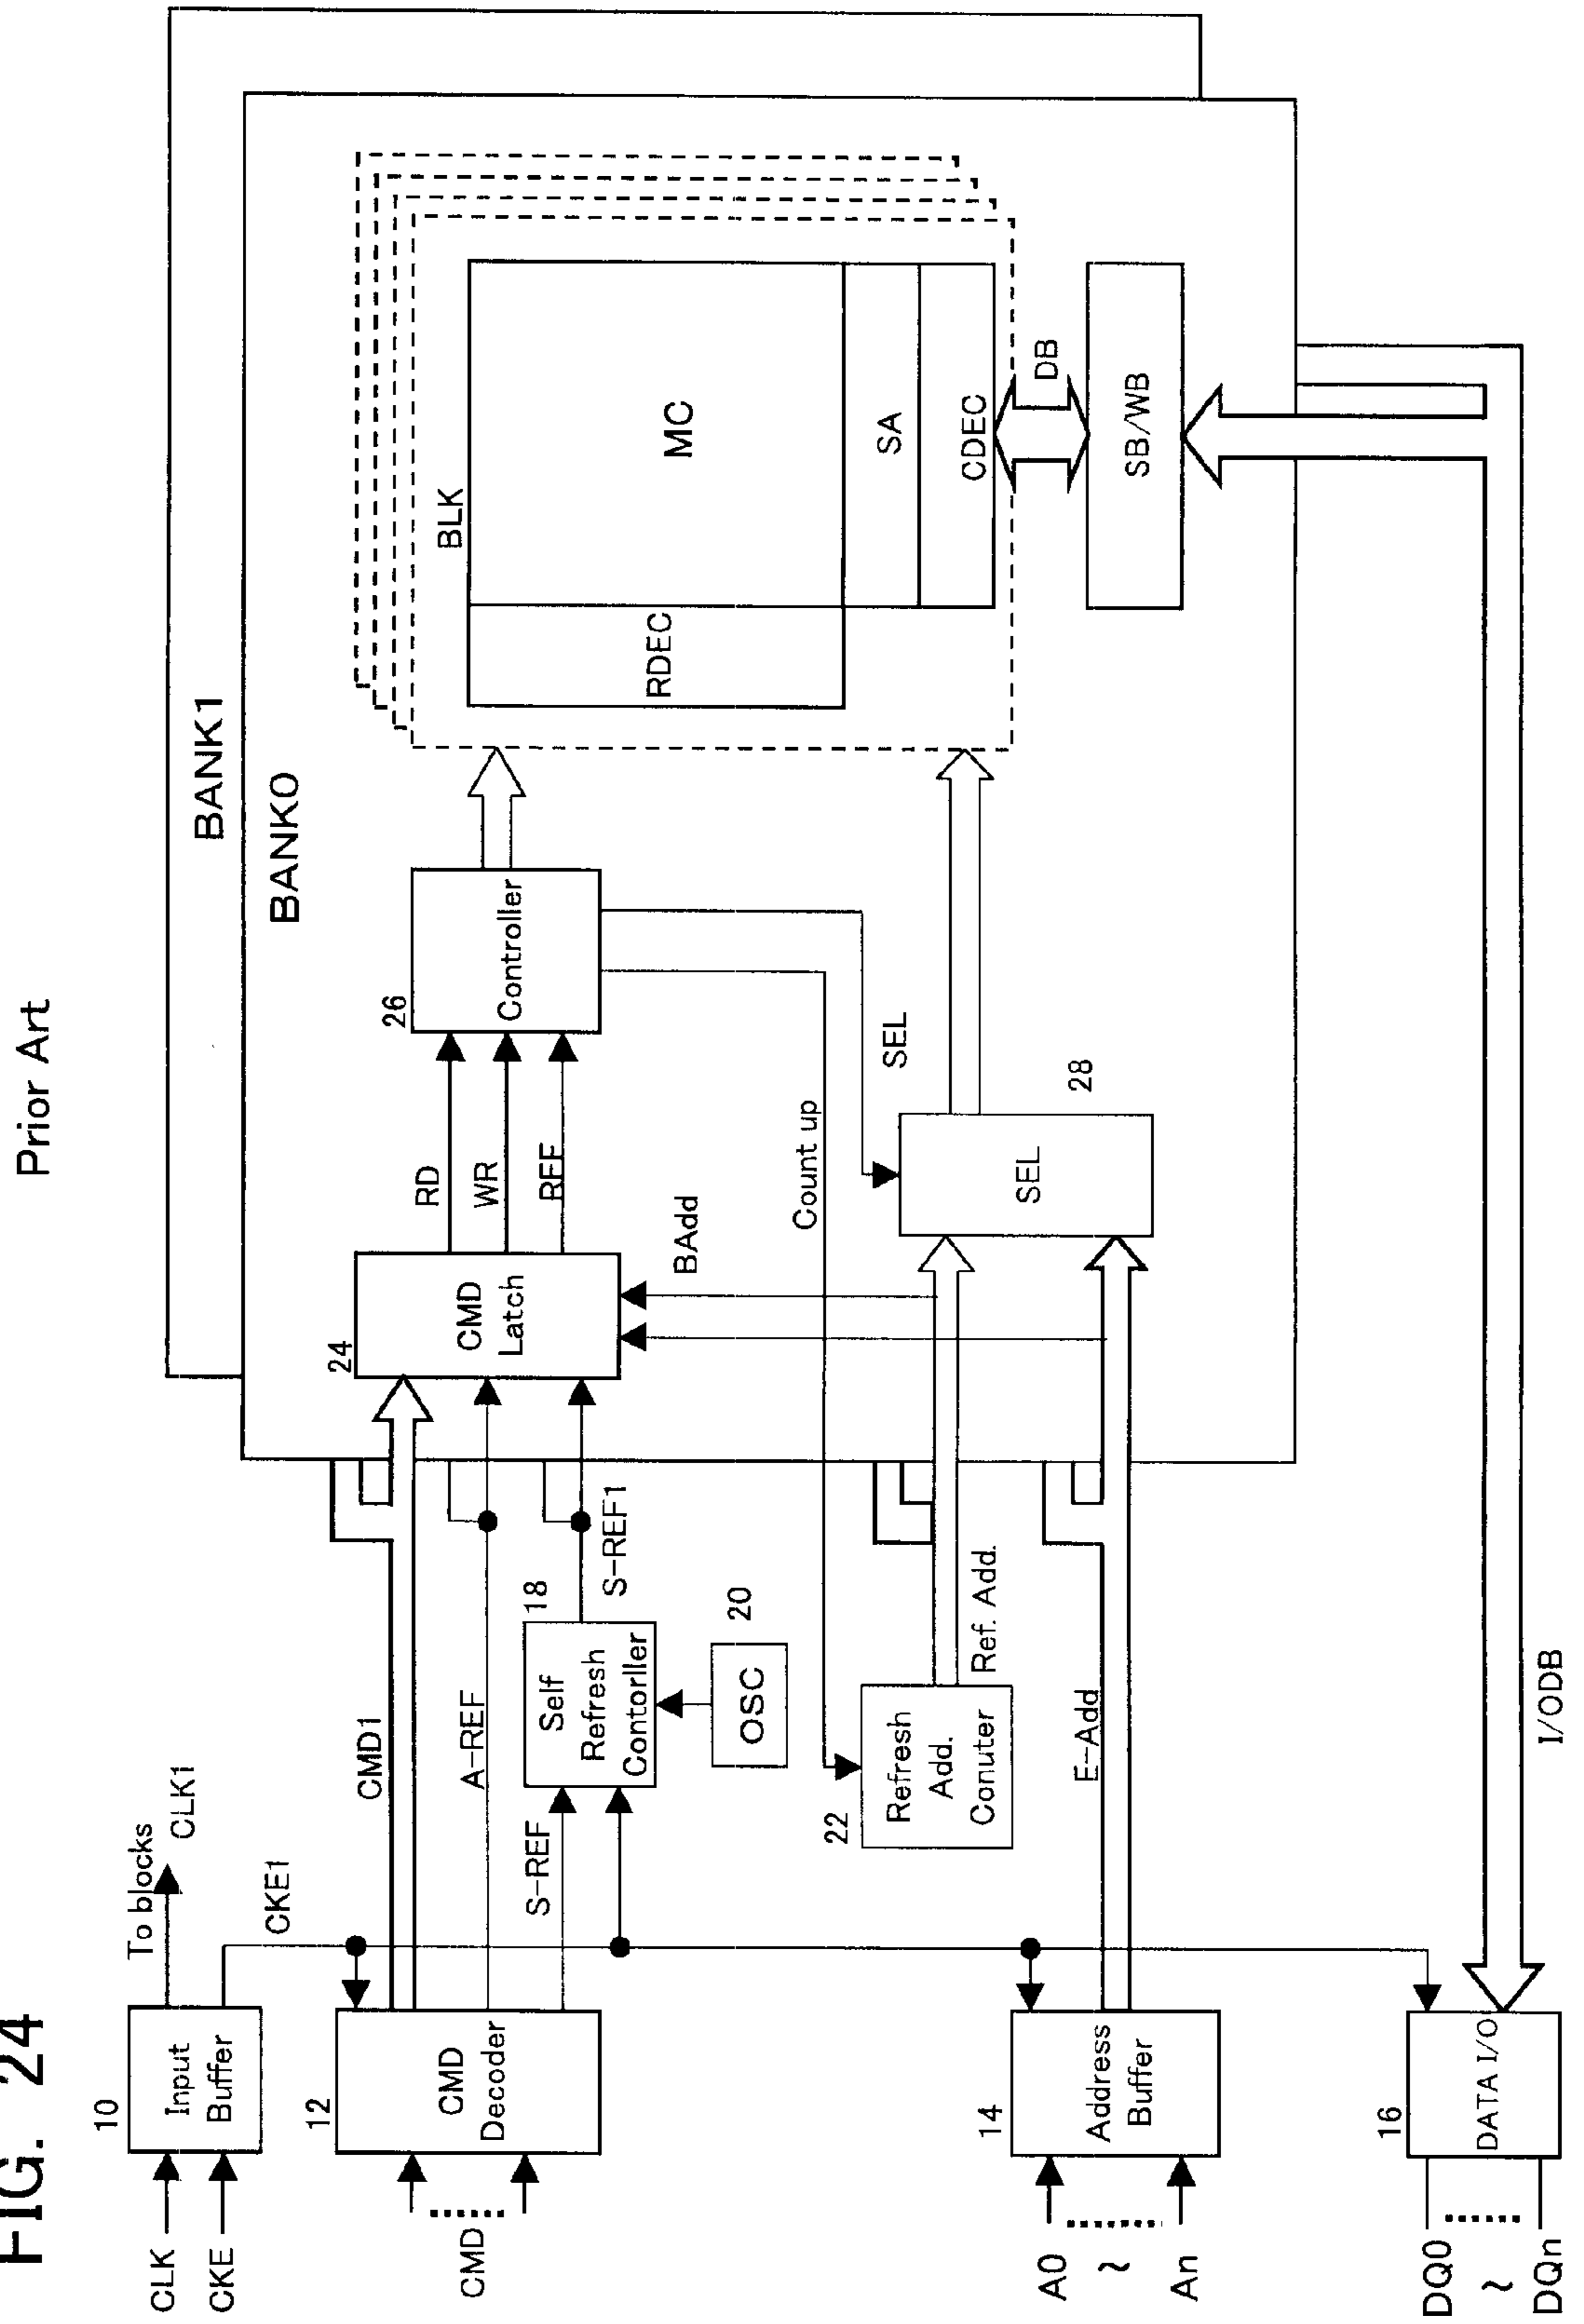 FIG. 24
Prior Art
CLK
CKE
10
Input
Buffer
To blocks
CLK1
CKE1
CMD
12
CMD
Decoder
CMD1
A-REF
S-REF
18
Self
Refresh
Contorller
S-REF1
OSC
20
22
Refresh
Add.
Conuter
Ref. Add.
A0
~
An
14
Address
Buffer
E-Add
DQ0
~
DQn
16
DATA I/O
I/ODB
BANK1
BANK0
24
CMD
Latch
RD
WR
REF
BAdd
26
Controller
Count up
SEL
SEL
28
BLK
RDEC
MC
SA
CDEC
DB
SB/WB